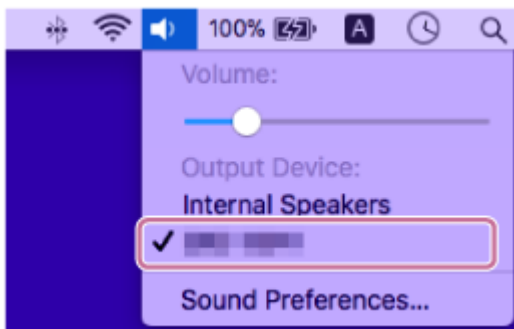 100% A
Volume:
Output Device:
Internal Speakers
Sound Preferences...